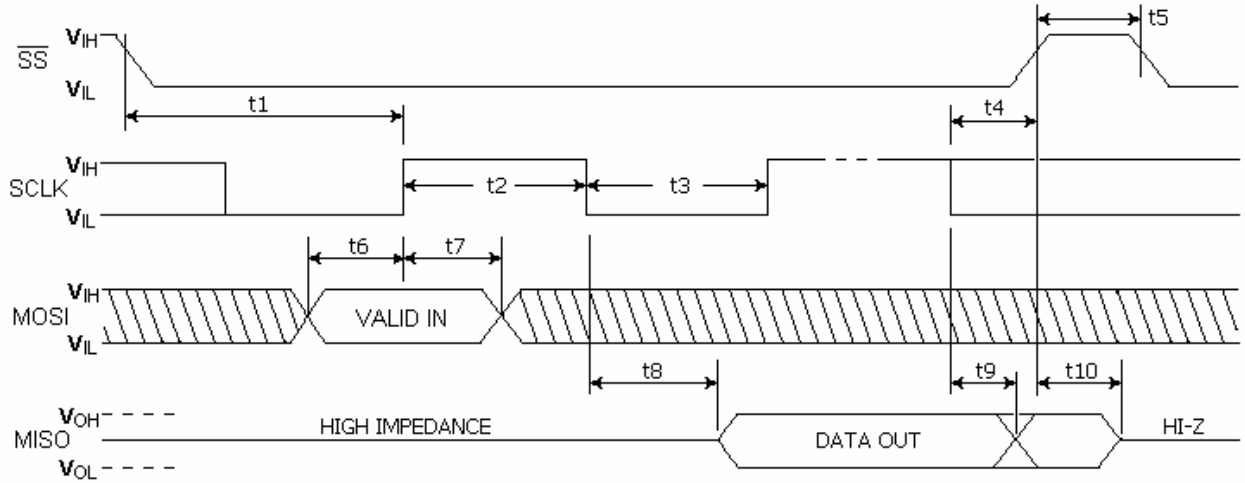 VIH
SS
VIL
t1
t4
t5
VIH
SCLK
VIL
t2
t3
t6
t7
VIH
MOSI
VIL
VALID IN
t8
t9
t10
VOH
MISO
VOL
HIGH IMPEDANCE
DATA OUT
HI-Z